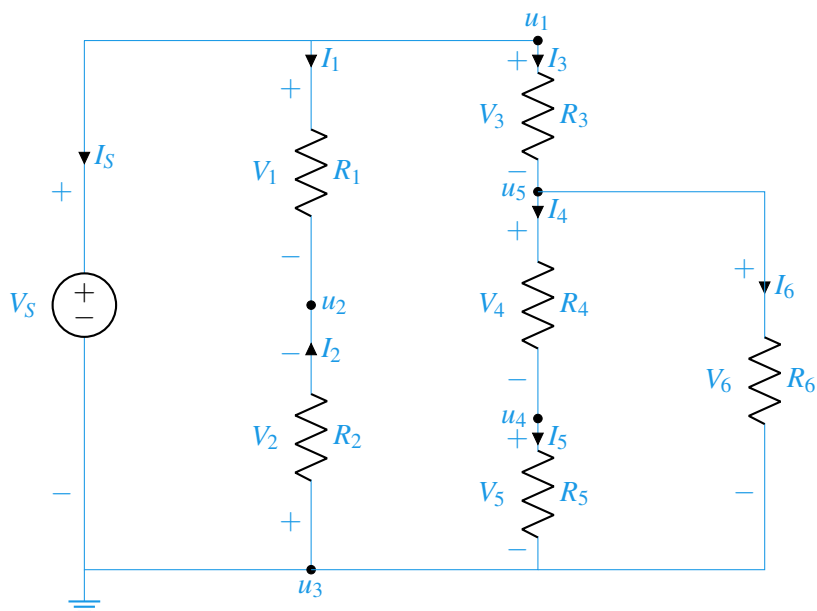 u1
+ I1 + I3
+
V3 R3
IS
V1 R1
−
+ u5
I4
+
− +
I6
+
VS −
u2
V4 R4
− I2
V6 R6
−
u4
+ I5
V2 R2
V5 R5
− −
+
−
u3